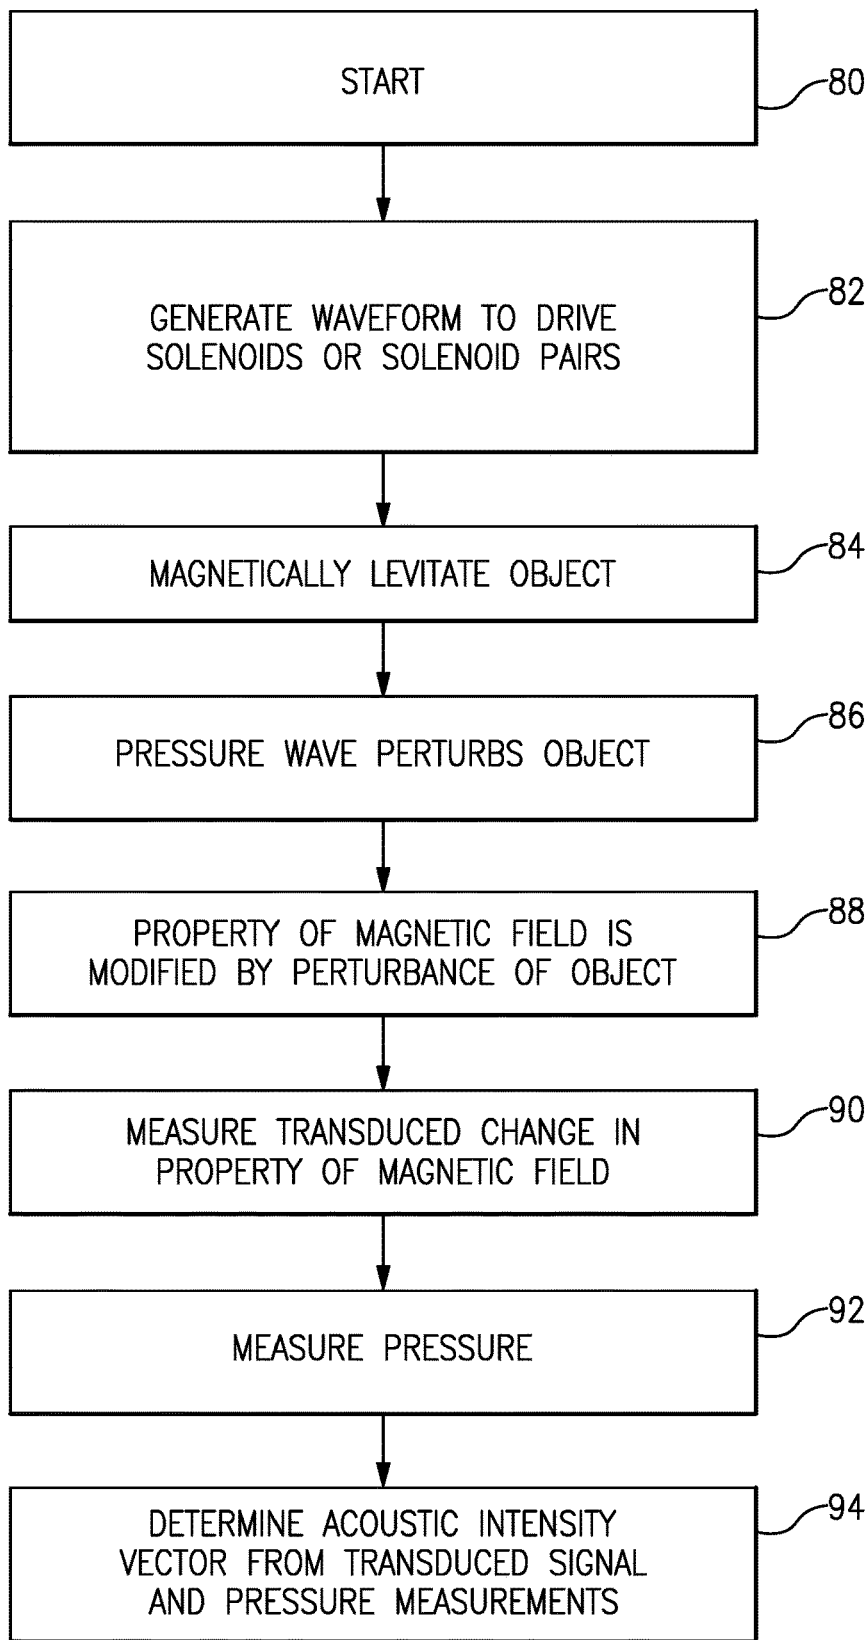 START
80
GENERATE WAVEFORM TO DRIVE
SOLENOIDS OR SOLENOID PAIRS
82
MAGNETICALLY LEVITATE OBJECT
84
PRESSURE WAVE PERTURBS OBJECT
86
PROPERTY OF MAGNETIC FIELD IS
MODIFIED BY PERTURBANCE OF OBJECT
88
MEASURE TRANSDUCED CHANGE IN
PROPERTY OF MAGNETIC FIELD
90
MEASURE PRESSURE
92
DETERMINE ACOUSTIC INTENSITY
VECTOR FROM TRANSDUCED SIGNAL
AND PRESSURE MEASUREMENTS
94